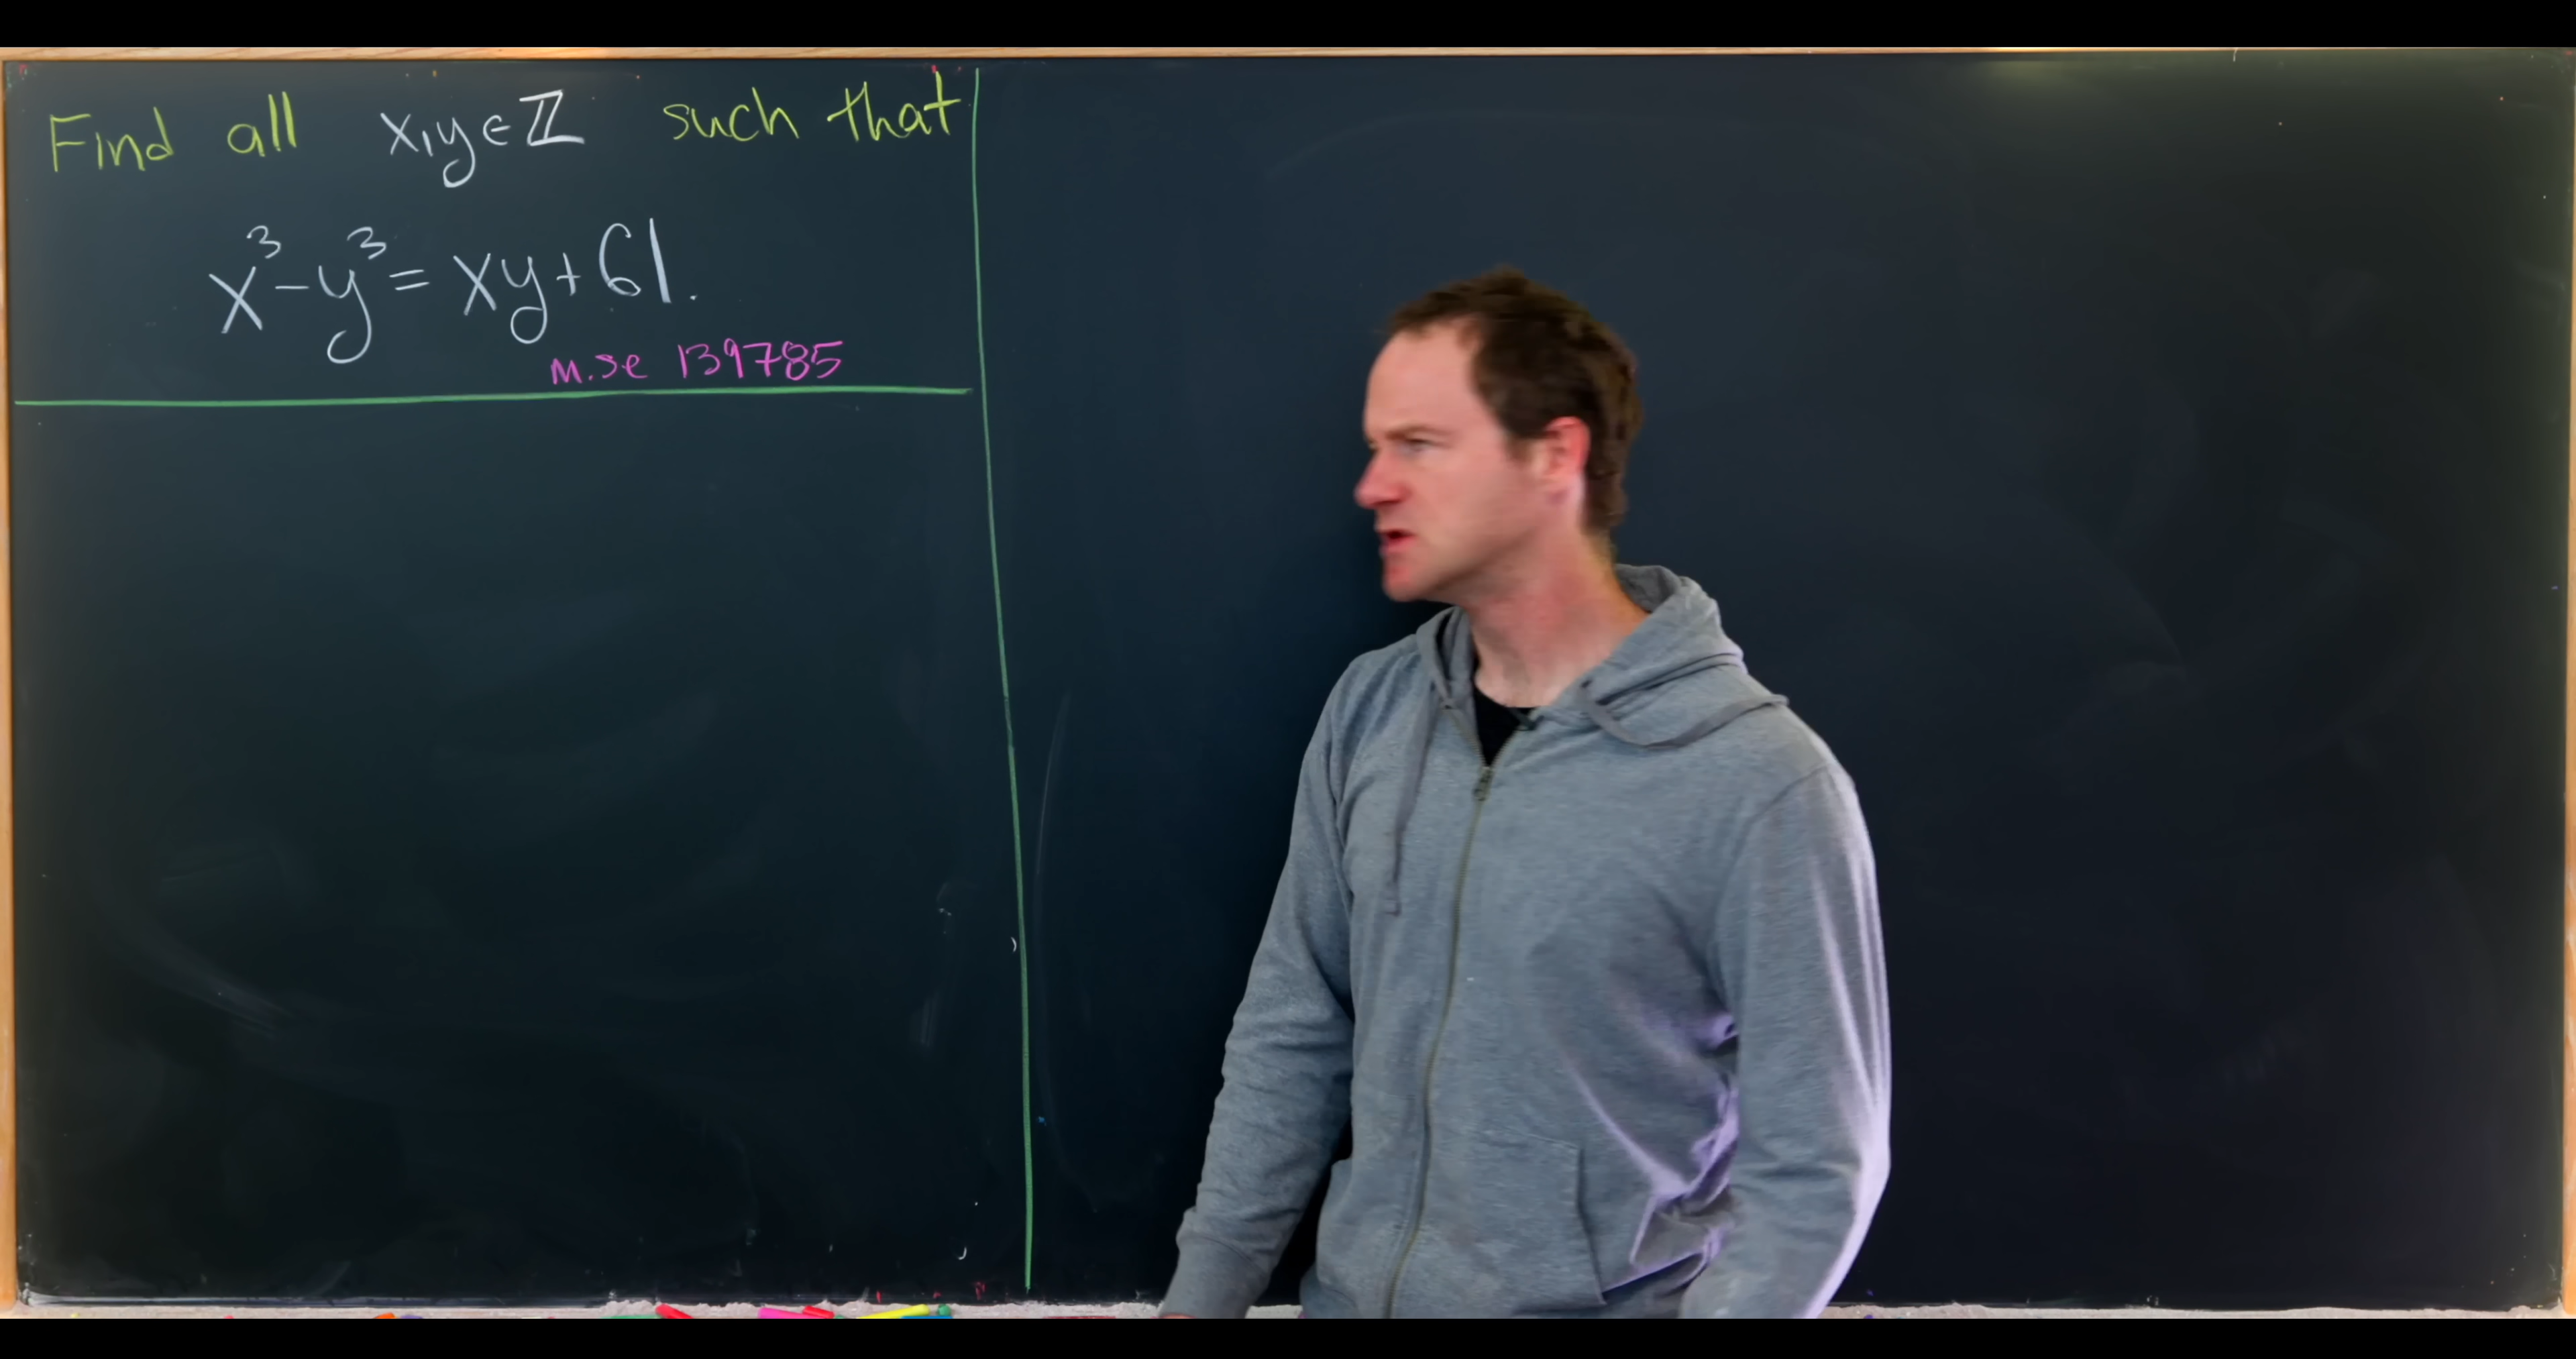 Find all x,y∈ℤ such that
x³-y³=xy+61.
m.se 139785